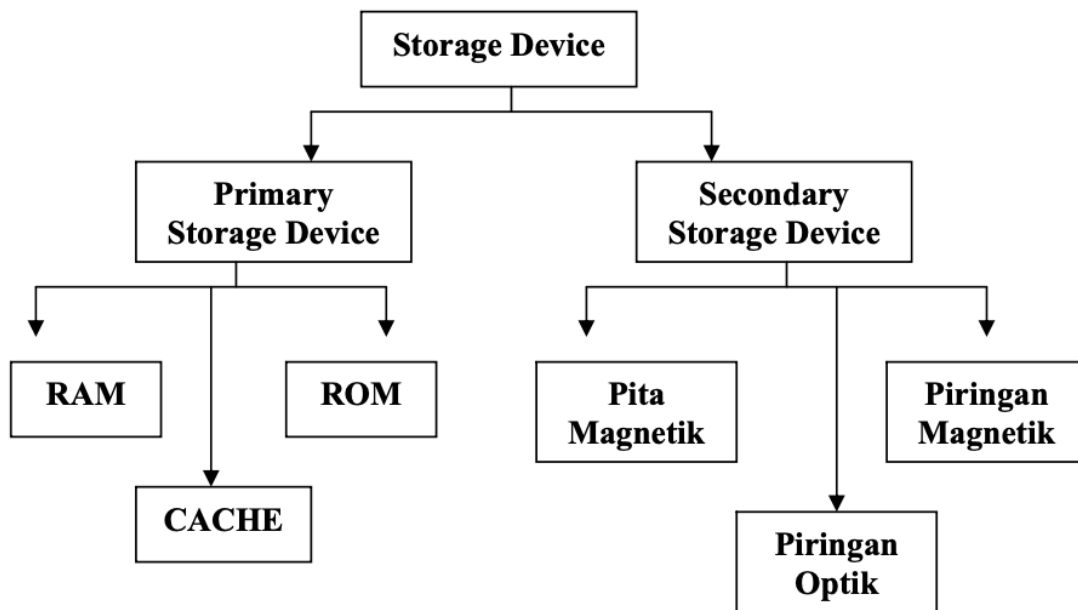 Storage Device
Primary
Storage Device
Secondary
Storage Device
RAM
ROM
CACHE
Pita
Magnetik
Piringan
Magnetik
Piringan
Optik